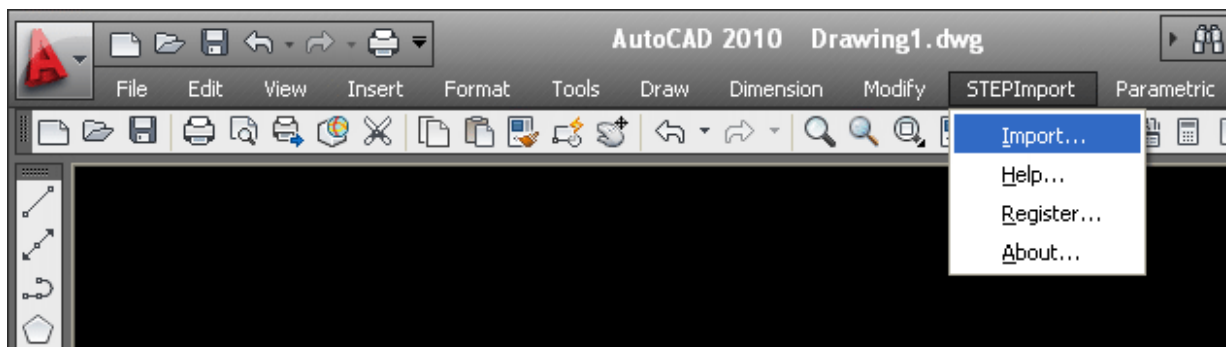 AutoCAD 2010 Drawing1.dwg
File Edit View Insert Format Tools Draw Dimension Modify STEPImport Parametric
Import...
Help...
Register...
About...